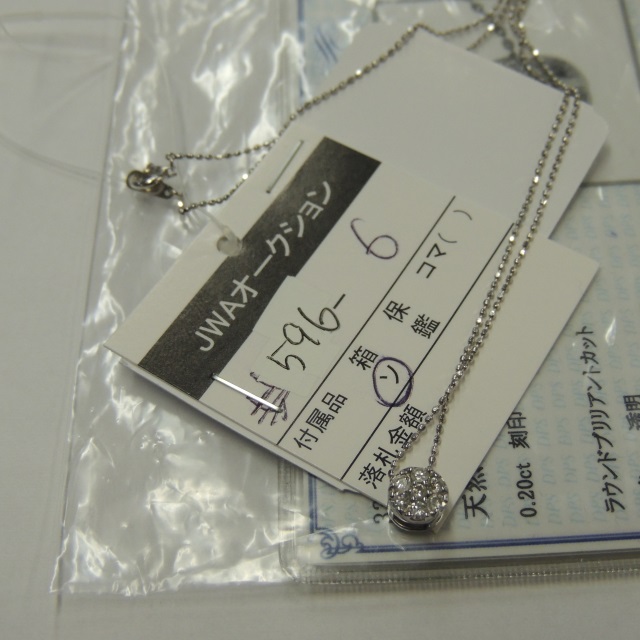 JWAオークション
596- 6
付属品 箱 保 コマ( )
ソ 鑑
落札金額
天然
0.20ct 刻印
ラウンドブリリアントカット
透明